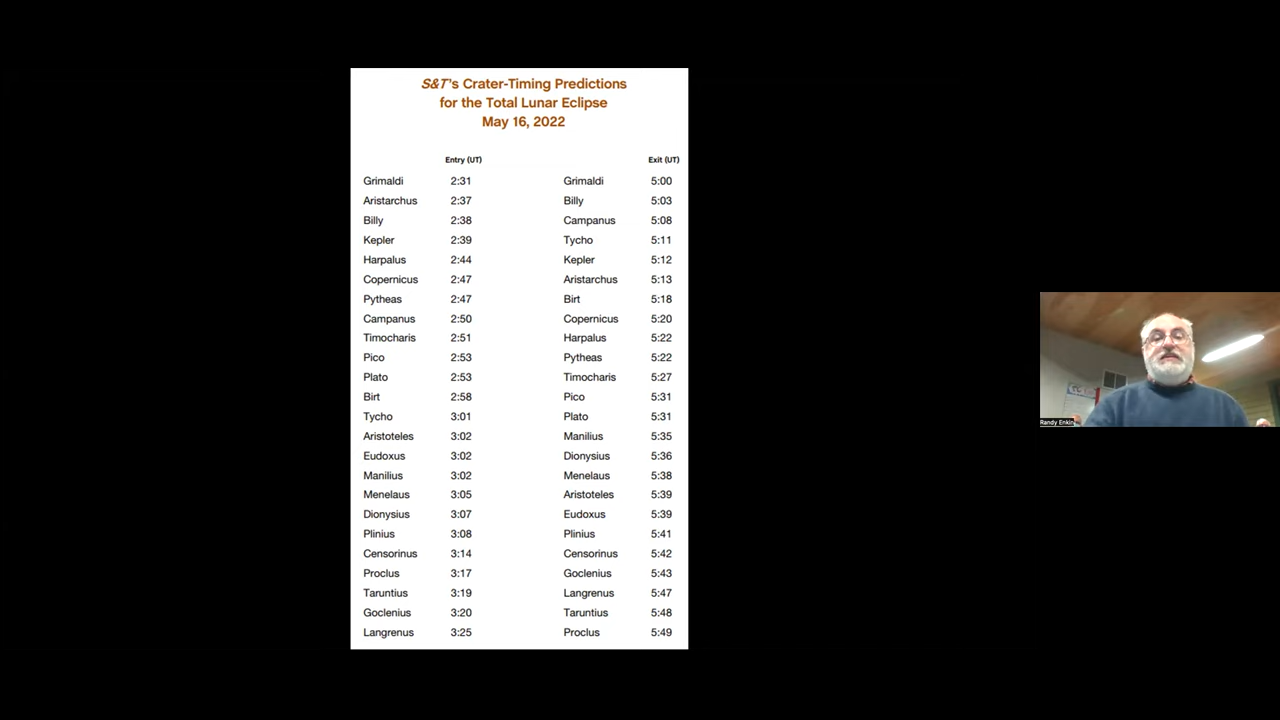 S&T's Crater-Timing Predictions
for the Total Lunar Eclipse
May 16, 2022
Entry (UT) Exit (UT)
Grimaldi 2:31 Grimaldi 5:00
Aristarchus 2:37 Billy 5:03
Billy 2:38 Campanus 5:08
Kepler 2:39 Tycho 5:11
Harpalus 2:44 Kepler 5:12
Copernicus 2:47 Aristarchus 5:13
Pytheas 2:47 Birt 5:18
Campanus 2:50 Copernicus 5:20
Timocharis 2:51 Harpalus 5:22
Pico 2:53 Pytheas 5:22
Plato 2:53 Timocharis 5:27
Birt 2:58 Pico 5:31
Tycho 3:01 Plato 5:31
Aristoteles 3:02 Manilius 5:35
Eudoxus 3:02 Dionysius 5:36
Manilius 3:02 Menelaus 5:38
Menelaus 3:05 Aristoteles 5:39
Dionysius 3:07 Eudoxus 5:39
Plinius 3:08 Plinius 5:41
Censorinus 3:14 Censorinus 5:42
Proclus 3:17 Goclenius 5:43
Taruntius 3:19 Langrenus 5:47
Goclenius 3:20 Taruntius 5:48
Langrenus 3:25 Proclus 5:49
Randy Enkin